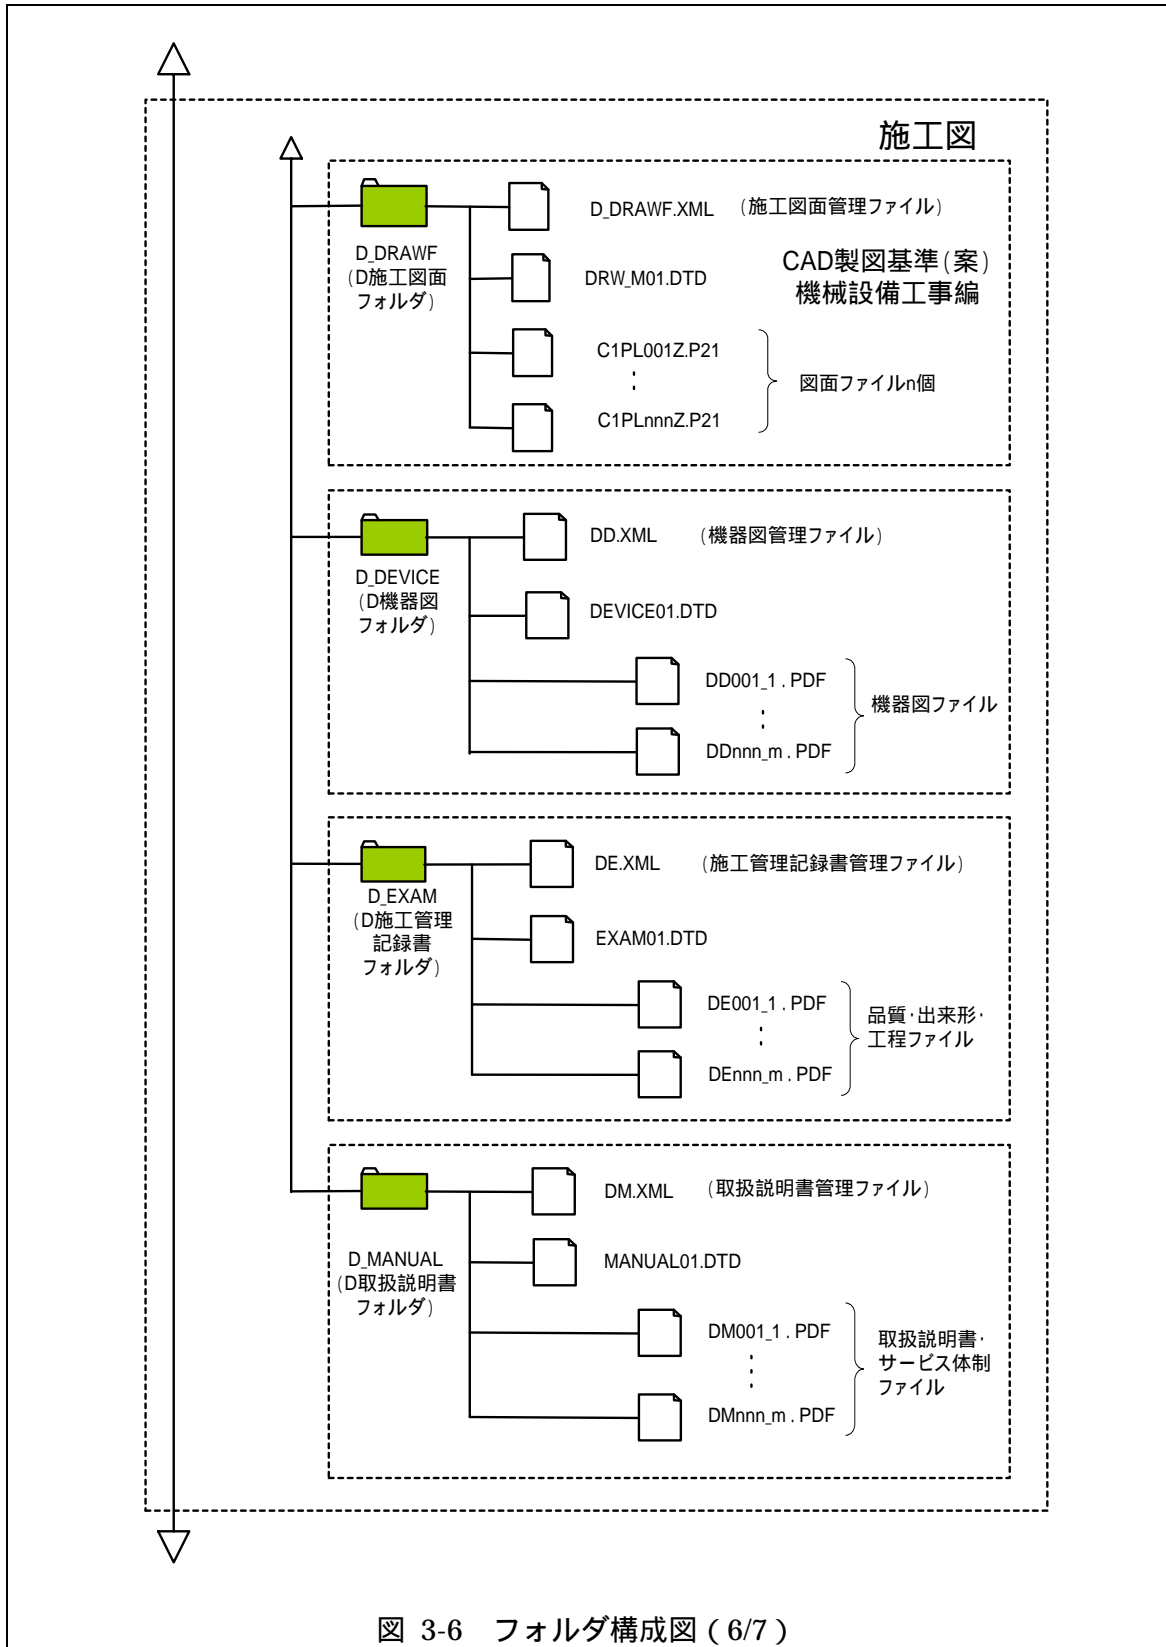 施工図
D_DRAWF.XML (施工図面管理ファイル)
D_DRAWF
(D施工図面
フォルダ)
CAD製図基準(案)
機械設備工事編
DRW_M01.DTD
C1PL001Z.P21
:
C1PLnnnZ.P21
図面ファイルn個
DD.XML (機器図管理ファイル)
D_DEVICE
(D機器図
フォルダ)
DEVICE01.DTD
DD001_1 . PDF
:
DDnnn_m . PDF
機器図ファイル
DE.XML (施工管理記録書管理ファイル)
D_EXAM
(D施工管理
記録書
フォルダ)
EXAM01.DTD
DE001_1 . PDF
:
DEnnn_m . PDF
品質・出来形・
工程ファイル
DM.XML (取扱説明書管理ファイル)
D_MANUAL
(D取扱説明書
フォルダ)
MANUAL01.DTD
DM001_1 . PDF
:
DMnnn_m . PDF
取扱説明書・
サービス体制
ファイル
図 3-6 フォルダ構成図 ( 6/7 )